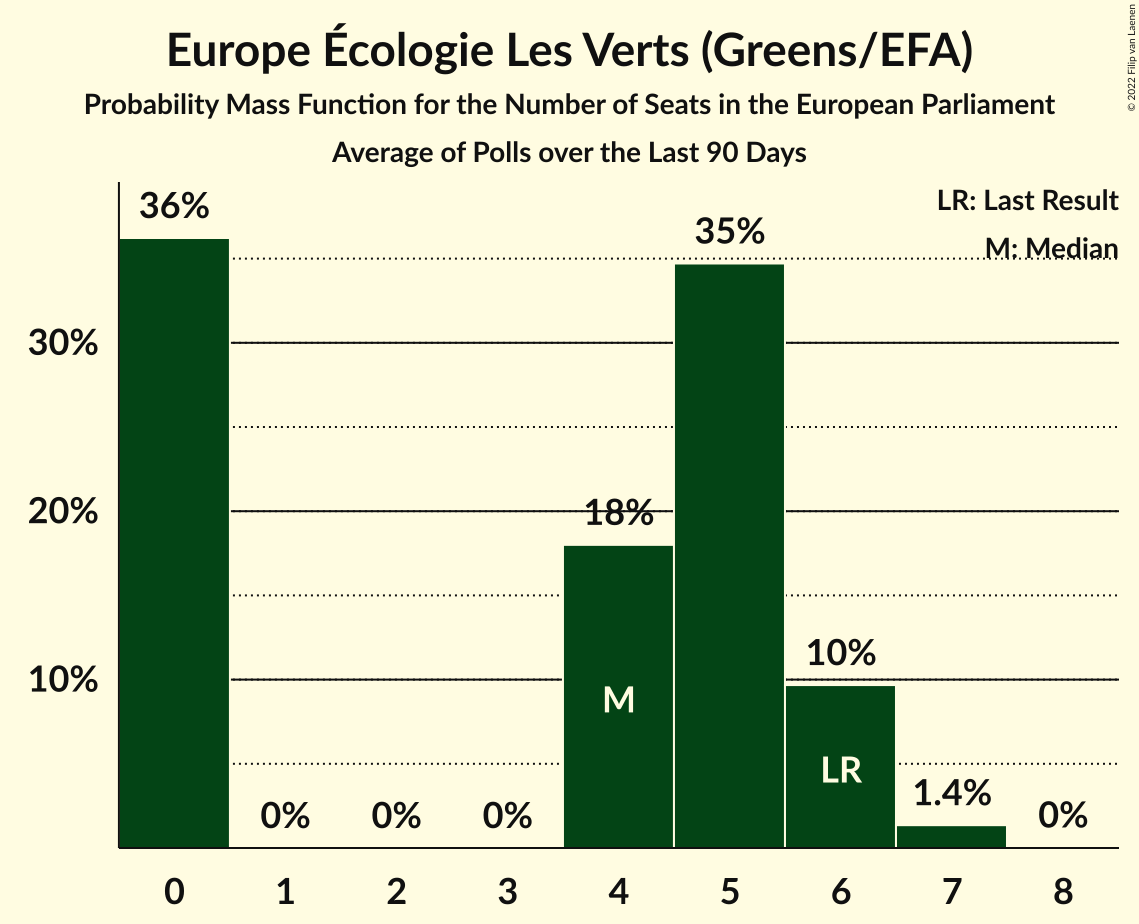 Europe Écologie Les Verts (Greens/EFA)
Probability Mass Function for the Number of Seats in the European Parliament
Average of Polls over the Last 90 Days
© 2022 Filip van Laenen
LR: Last Result
M: Median
36%
35%
30%
20%
18%
10%
10%
M
LR
1.4%
0%
0%
0%
0%
0 1 2 3 4 5 6 7 8